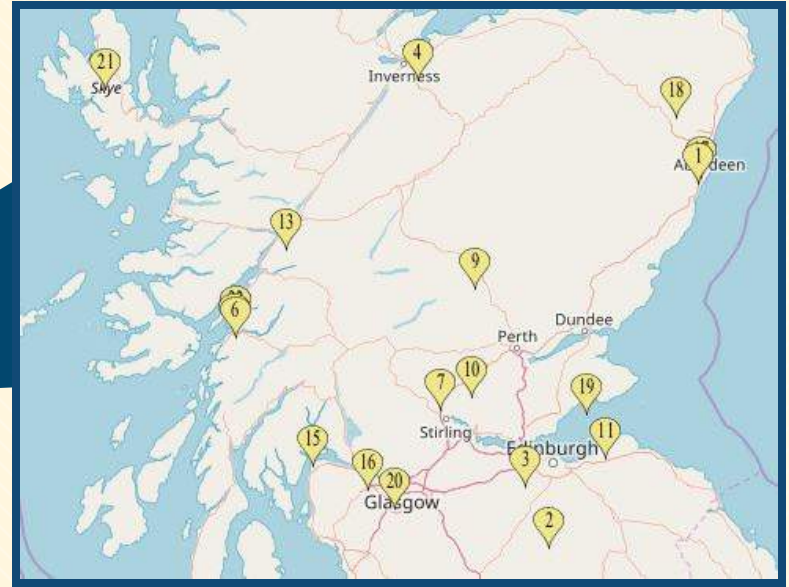 4
21
Inverness
Skye
18
1
Aberdeen
13
9
6
Dundee
Perth
10
7
19
Stirling
11
Edinburgh
15
3
16
20
Glasgow
2